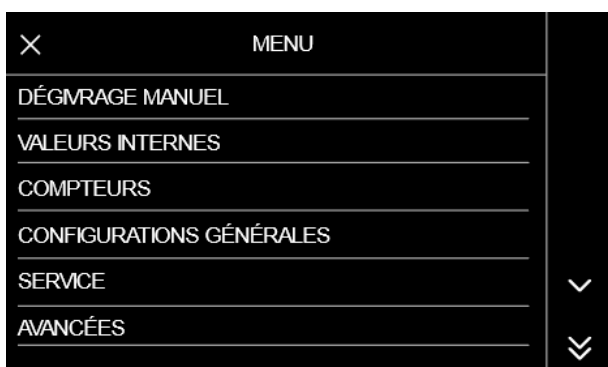 MENU
DÉGIVRAGE MANUEL
VALEURS INTERNES
COMPTEURS
CONFIGURATIONS GÉNÉRALES
SERVICE
AVANCÉES